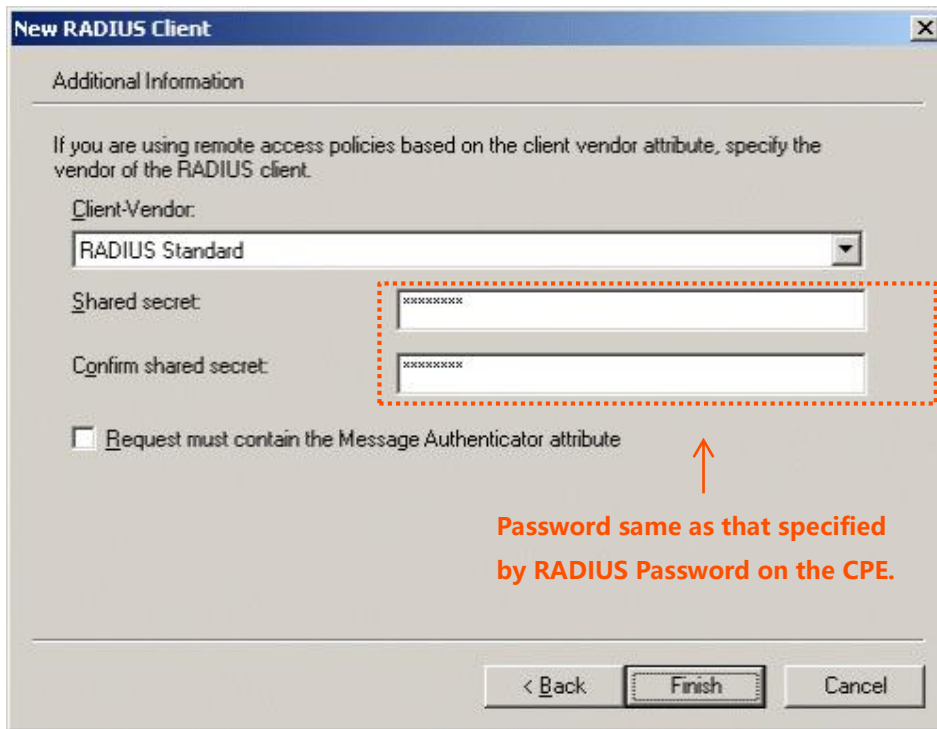 New RADIUS Client
Additional Information
If you are using remote access policies based on the client vendor attribute, specify the
vendor of the RADIUS client.
Client-Vendor:
RADIUS Standard
Shared secret:
××××××××
Confirm shared secret:
××××××××
Request must contain the Message Authenticator attribute
Password same as that specified
by RADIUS Password on the CPE.
< Back
Finish
Cancel